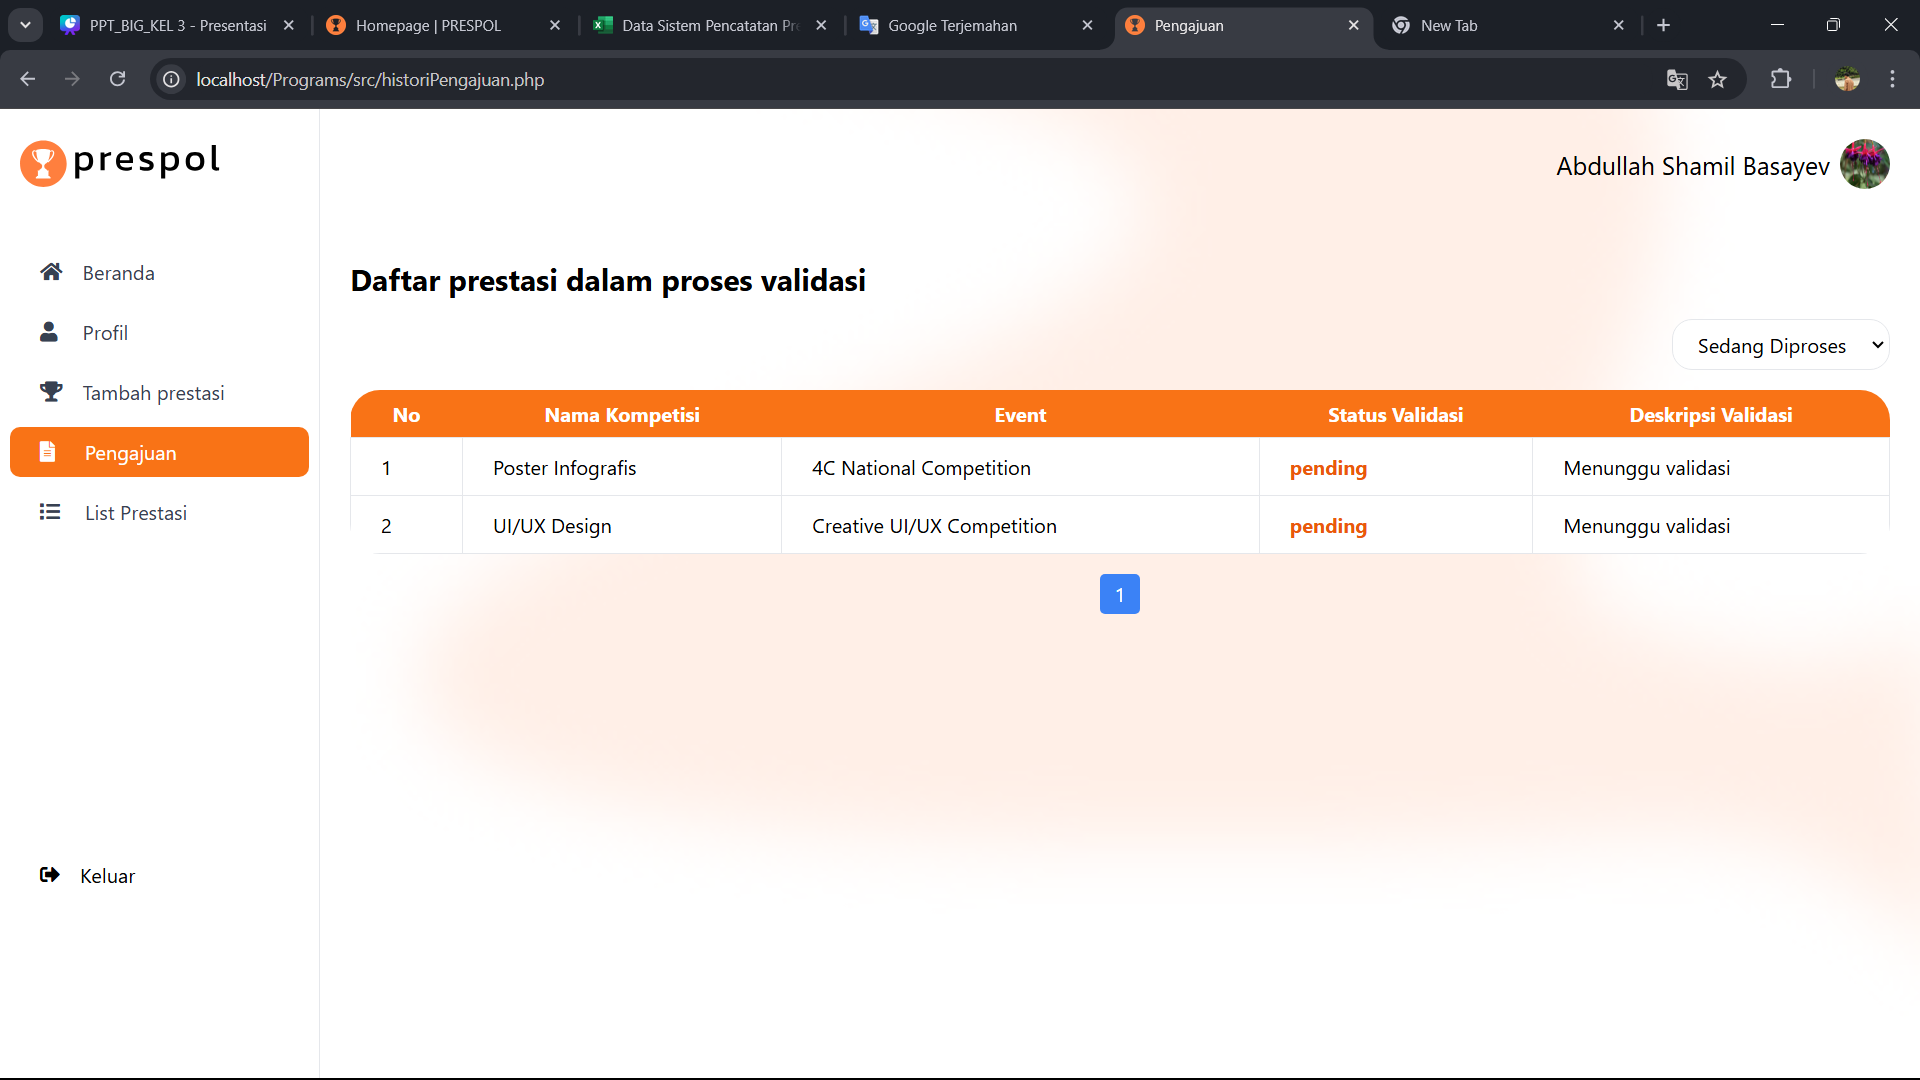 PPT_BIG_KEL 3 - Presentasi
Homepage | PRESPOL
Data Sistem Pencatatan Pre
Google Terjemahan
Pengajuan
New Tab
localhost/Programs/src/historiPengajuan.php
prespol
Abdullah Shamil Basayev
Beranda
Profil
Tambah prestasi
Pengajuan
List Prestasi
Keluar
Daftar prestasi dalam proses validasi
Sedang Diproses
No Nama Kompetisi Event Status Validasi Deskripsi Validasi
1 Poster Infografis 4C National Competition pending Menunggu validasi
2 UI/UX Design Creative UI/UX Competition pending Menunggu validasi
1